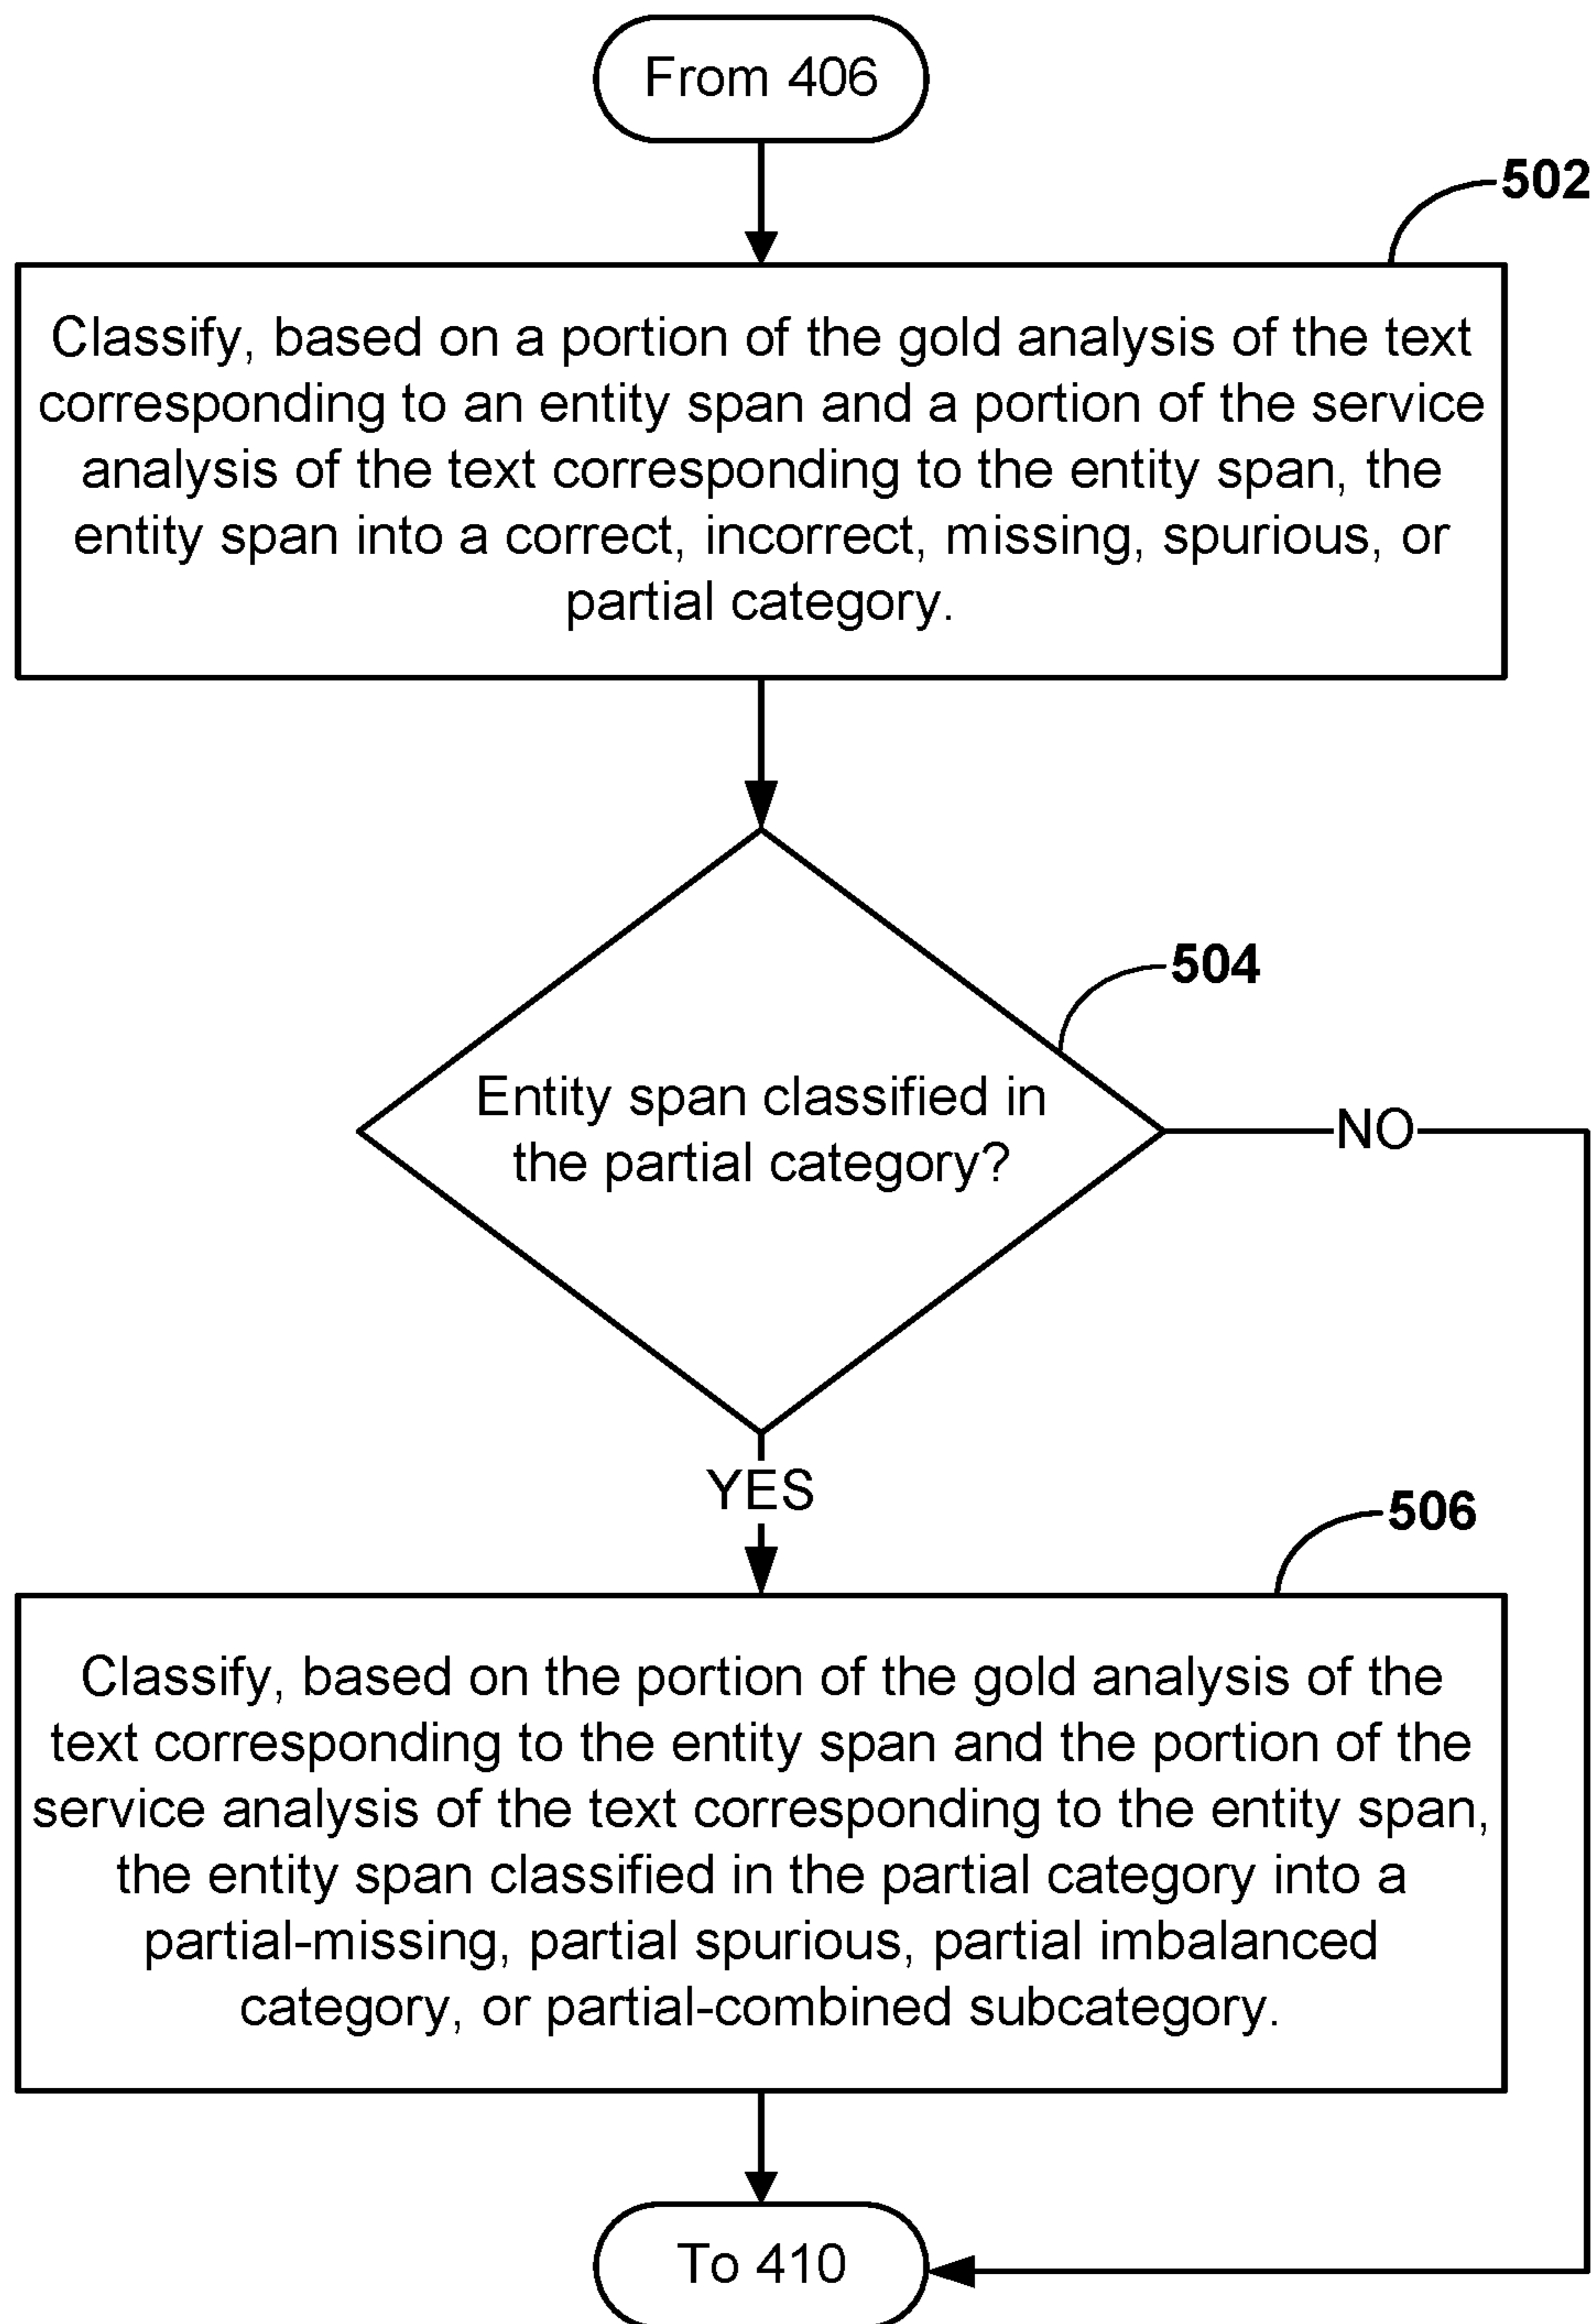 From 406
502
Classify, based on a portion of the gold analysis of the text
corresponding to an entity span and a portion of the service
analysis of the text corresponding to the entity span, the
entity span into a correct, incorrect, missing, spurious, or
partial category.
504
Entity span classified in
the partial category?
NO
YES
506
Classify, based on the portion of the gold analysis of the
text corresponding to the entity span and the portion of the
service analysis of the text corresponding to the entity span,
the entity span classified in the partial category into a
partial-missing, partial spurious, partial imbalanced
category, or partial-combined subcategory.
To 410